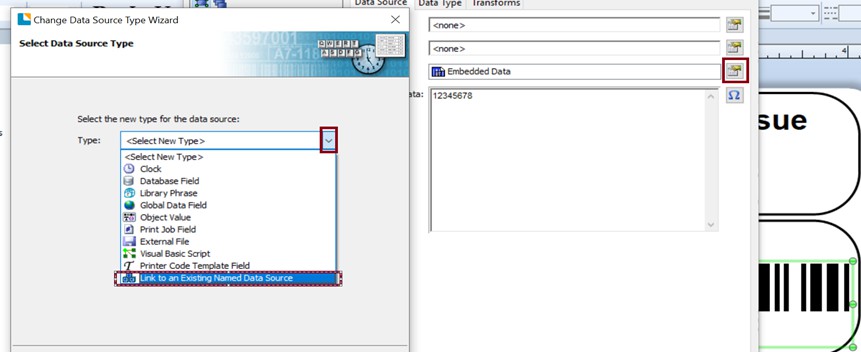 Change Data Source Type Wizard
Select Data Source Type
Select the new type for the data source:
Type: <Select New Type>
<Select New Type>
Clock
Database Field
Library Phrase
Global Data Field
Object Value
Print Job Field
External File
Visual Basic Script
Printer Code Template Field
Link to an Existing Named Data Source
Data Source Data Type Transforms
<none>
<none>
Embedded Data
ata:
12345678
Ω
4
sue